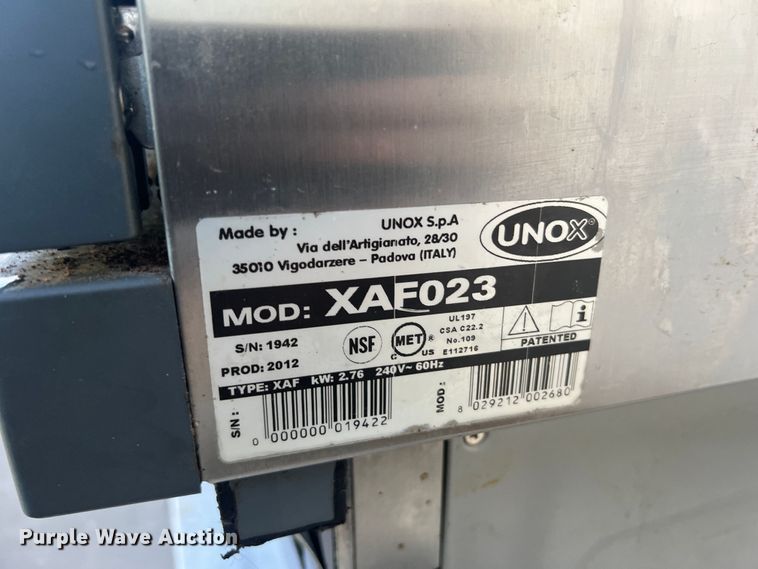 Made by :
UNOX S.p.A
Via dell'Artigianato, 28/30
35010 Vigodarzere – Padova (ITALY)
UNOX
MOD: XAF023
S/N: 1942
PROD: 2012
NSF
C MET US ®
UL197
CSA C22.2
No.109
E112716
PATENTED
TYPE: XAF kW: 2.76 240V~ 60Hz
S/N:
0 000000 019422
MOD.:
8 029212 002680
Purple Wave Auction